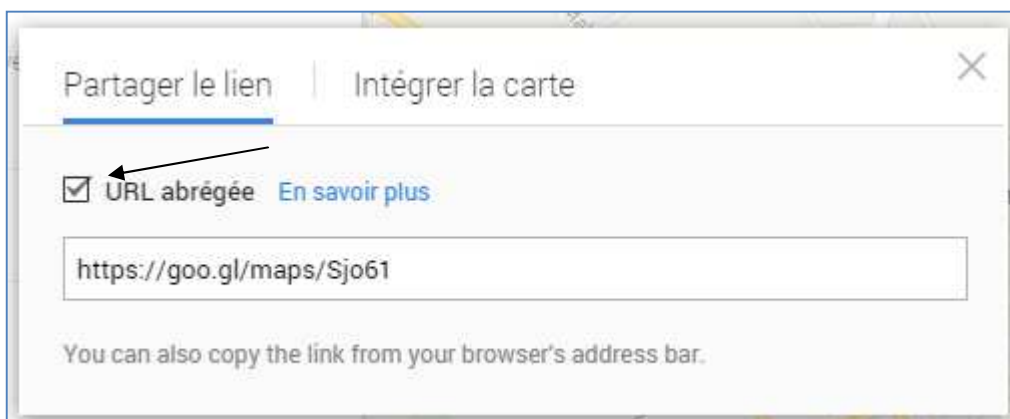 Partager le lien Intégrer la carte
URL abrégée En savoir plus
https://goo.gl/maps/Sjo61
You can also copy the link from your browser's address bar.